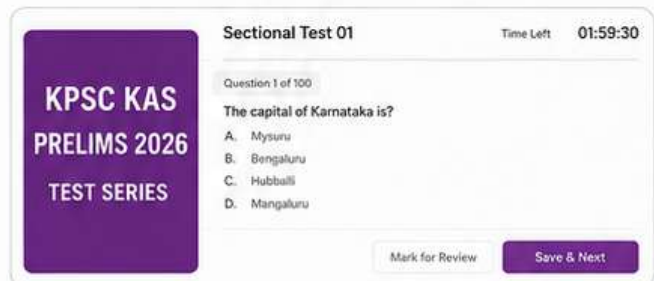 KPSC KAS
PRELIMS 2026
TEST SERIES
Sectional Test 01
Time Left 01:59:30
Question 1 of 100
The capital of Karnataka is?
A. Mysuru
B. Bengaluru
C. Hubballi
D. Mangaluru
Mark for Review
Save & Next